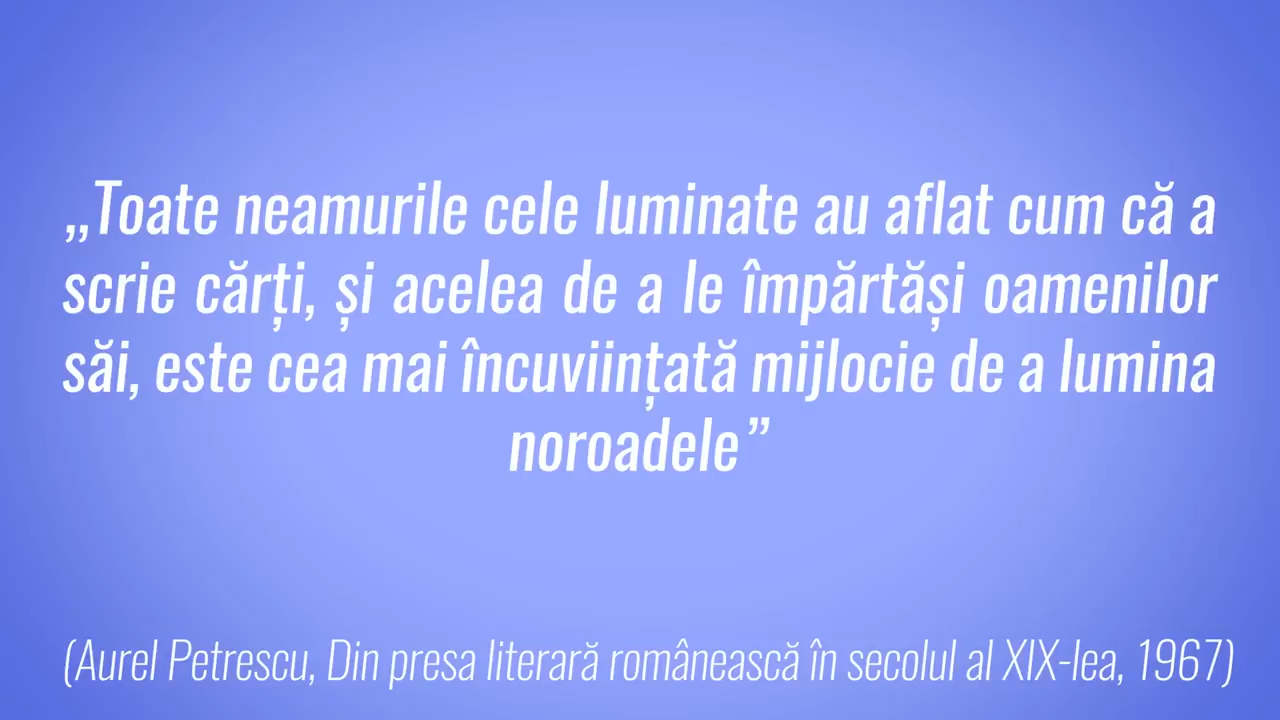 „Toate neamurile cele luminate au aflat cum că a
scrie cărți, și acelea de a le împărtăși oamenilor
săi, este cea mai încuviințată mijlocie de a lumina
noroadele”
(Aurel Petrescu, Din presa literară românească în secolul al XIX-lea, 1967)